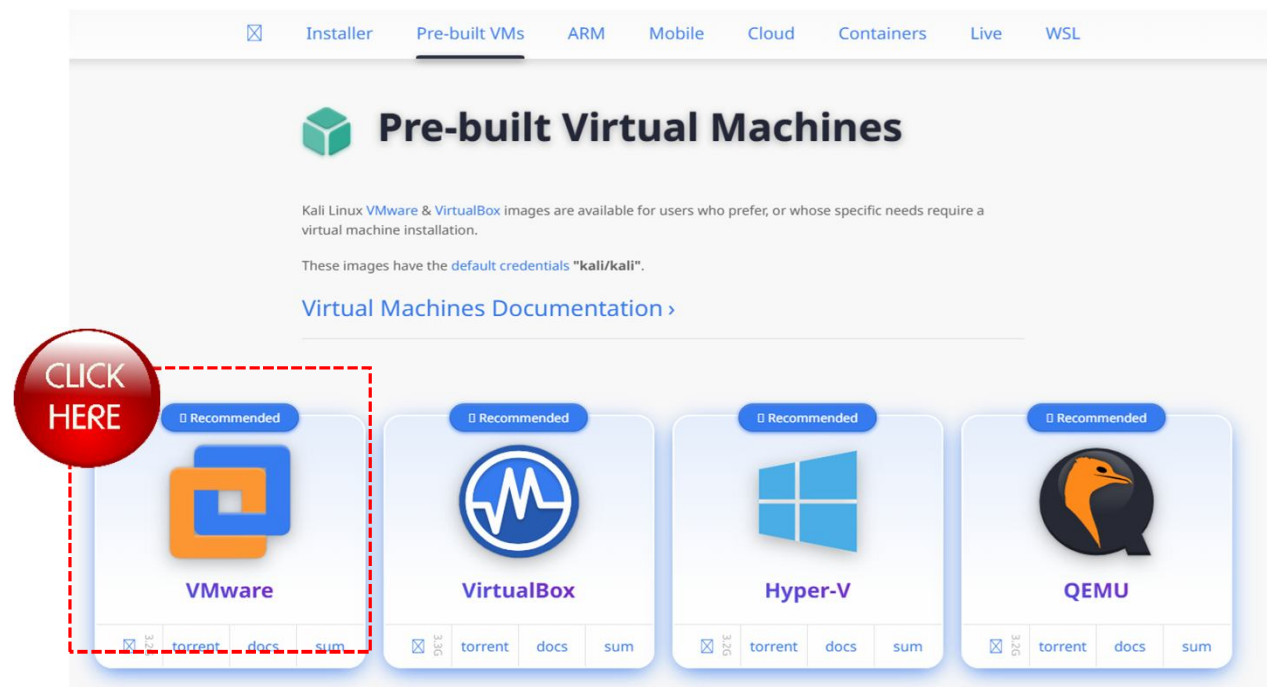 Installer Pre-built VMs ARM Mobile Cloud Containers Live WSL
Pre-built Virtual Machines
Kali Linux VMware & VirtualBox images are available for users who prefer, or whose specific needs require a
virtual machine installation.
These images have the default credentials "kali/kali".
Virtual Machines Documentation ›
CLICK
HERE
Recommended Recommended Recommended Recommended
VMware VirtualBox Hyper-V QEMU
3.2G torrent docs sum 3.3G torrent docs sum 3.2G torrent docs sum 3.2G torrent docs sum